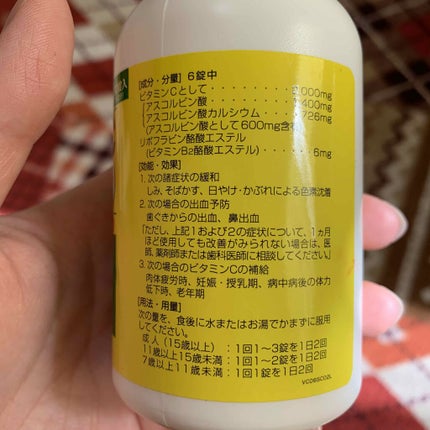 [成分・分量] 6錠中
ビタミンCとして・・・・・・・・・2,000mg
アスコルビン酸・・・・・・・・1400mg
アスコルビン酸カルシウム・・・・726mg
(アスコルビン酸として600mg含有)
リボフラビン酪酸エステル
(ビタミンB2酪酸エステル)・・・・・・6mg
[効能・効果]
1. 次の諸症状の緩和
しみ、そばかす、日やけ・かぶれによる色素沈着
2. 次の場合の出血予防
歯ぐきからの出血、鼻出血
「ただし、上記1および2の症状について、1ヵ月
ほど使用しても改善がみられない場合は、医
師、薬剤師または歯科医師に相談してください」
3. 次の場合のビタミンCの補給
肉体疲労時、妊娠・授乳期、病中病後の体力
低下時、老年期
[用法・用量]
次の量を、食後に水またはお湯でかまずに服用
してください。
成人(15歳以上):1回1〜3錠を1日2回
11歳以上15歳未満:1回1〜2錠を1日2回
7歳以上11歳未満:1回1錠を1日2回